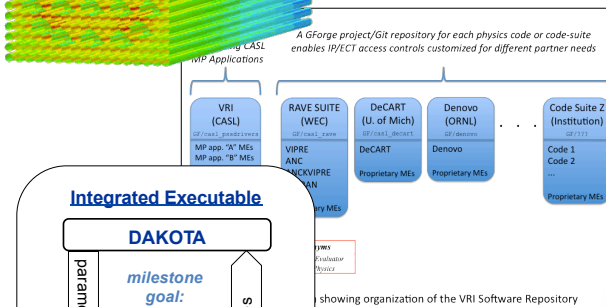 A GForge project/Git repository for each physics code or code-suite
enables IP/ECT access controls customized for different partner needs
CASL
MP Applications
VRI
(CASL)
GF/casl_posdrivers
MP app. "A" MEs
MP app. "B" MEs
RAVE SUITE
(WEC)
GF/casl_rave
VIPRE
ANC
ANCKVIPRE
MEs
DeCART
(U. of Mich)
GF/casl_decart
DeCART
Proprietary MEs
Denovo
(ORNL)
GF/denovo
Denovo
Proprietary MEs
. . .
Code Suite Z
(Institution)
GF/???
Code 1
Code 2
...
Proprietary MEs
Integrated Executable
DAKOTA
param
milestone
goal:
s
Evaluator
Physics
showing organization of the VRI Software Repository